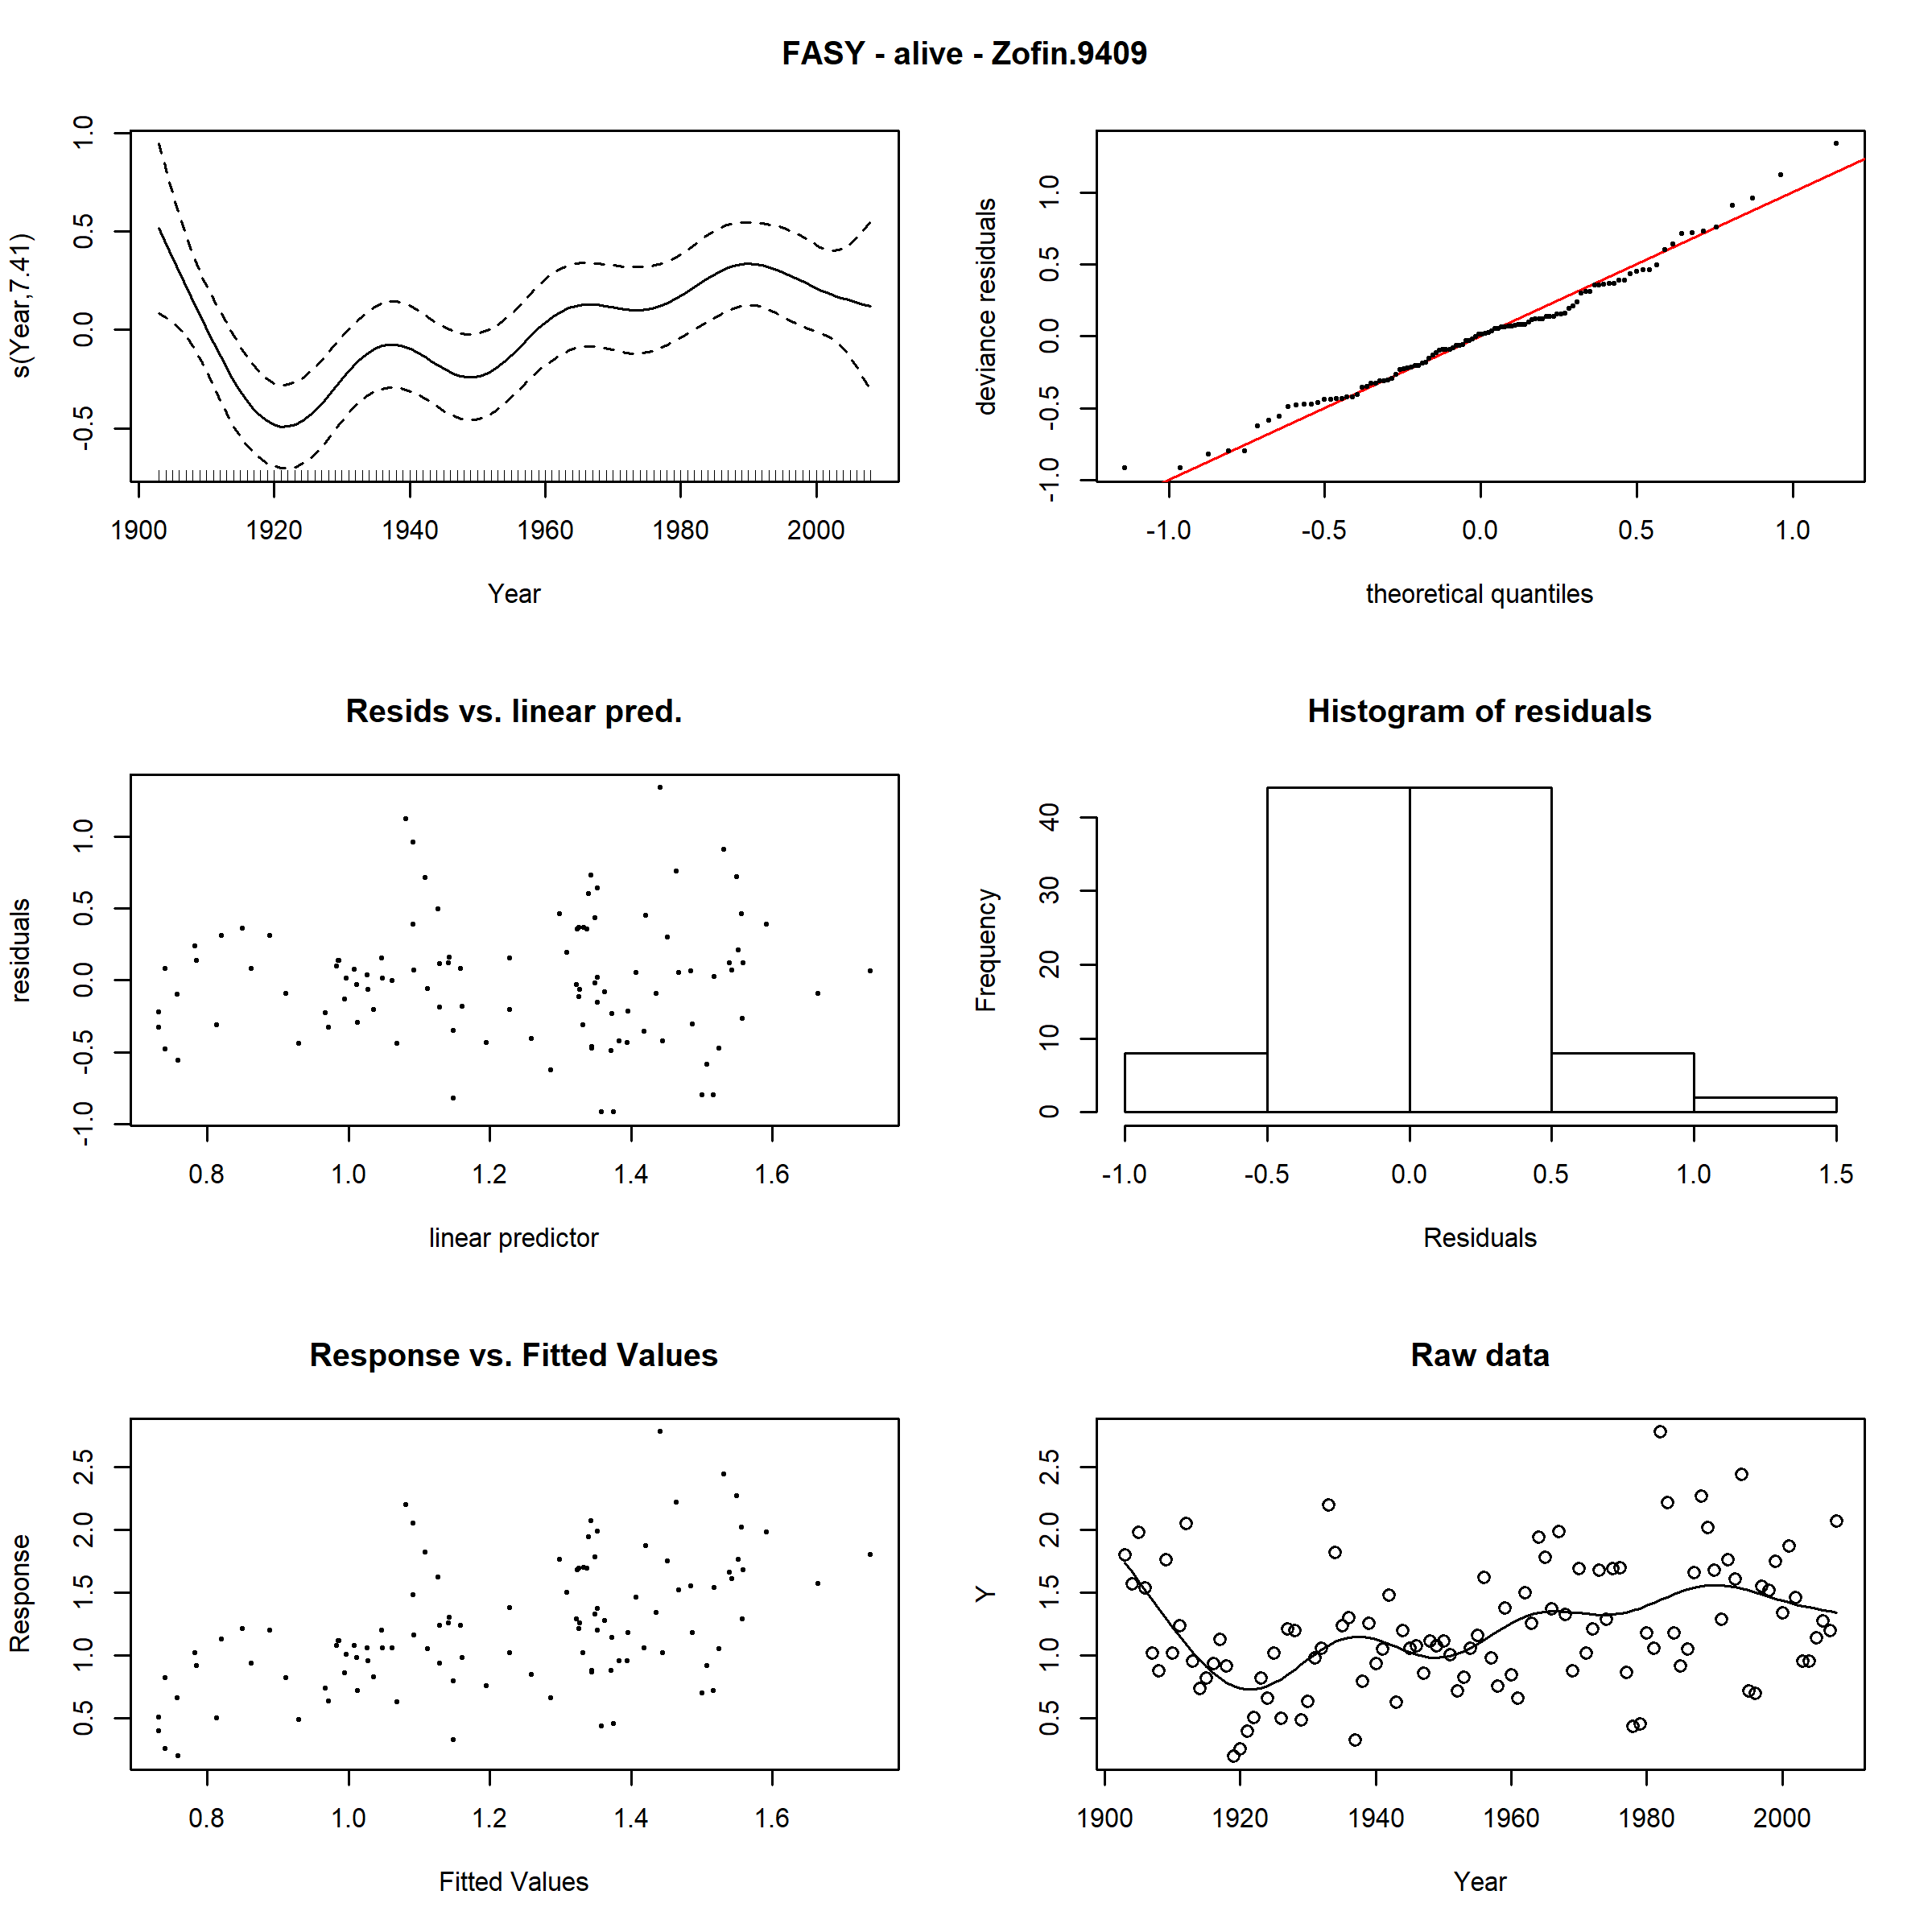 FASY - alive - Zofin.9409
s(Year,7.41)
-0.5 0.0 0.5 1.0
1900 1920 1940 1960 1980 2000
Year
deviance residuals
-1.0 -0.5 0.0 0.5 1.0
-1.0 -0.5 0.0 0.5 1.0
theoretical quantiles
Resids vs. linear pred.
residuals
-1.0 -0.5 0.0 0.5 1.0
0.8 1.0 1.2 1.4 1.6
linear predictor
Histogram of residuals
Frequency
0 10 20 30 40
-1.0 -0.5 0.0 0.5 1.0 1.5
Residuals
Response vs. Fitted Values
Response
0.5 1.0 1.5 2.0 2.5
0.8 1.0 1.2 1.4 1.6
Fitted Values
Raw data
Y
0.5 1.0 1.5 2.0 2.5
1900 1920 1940 1960 1980 2000
Year